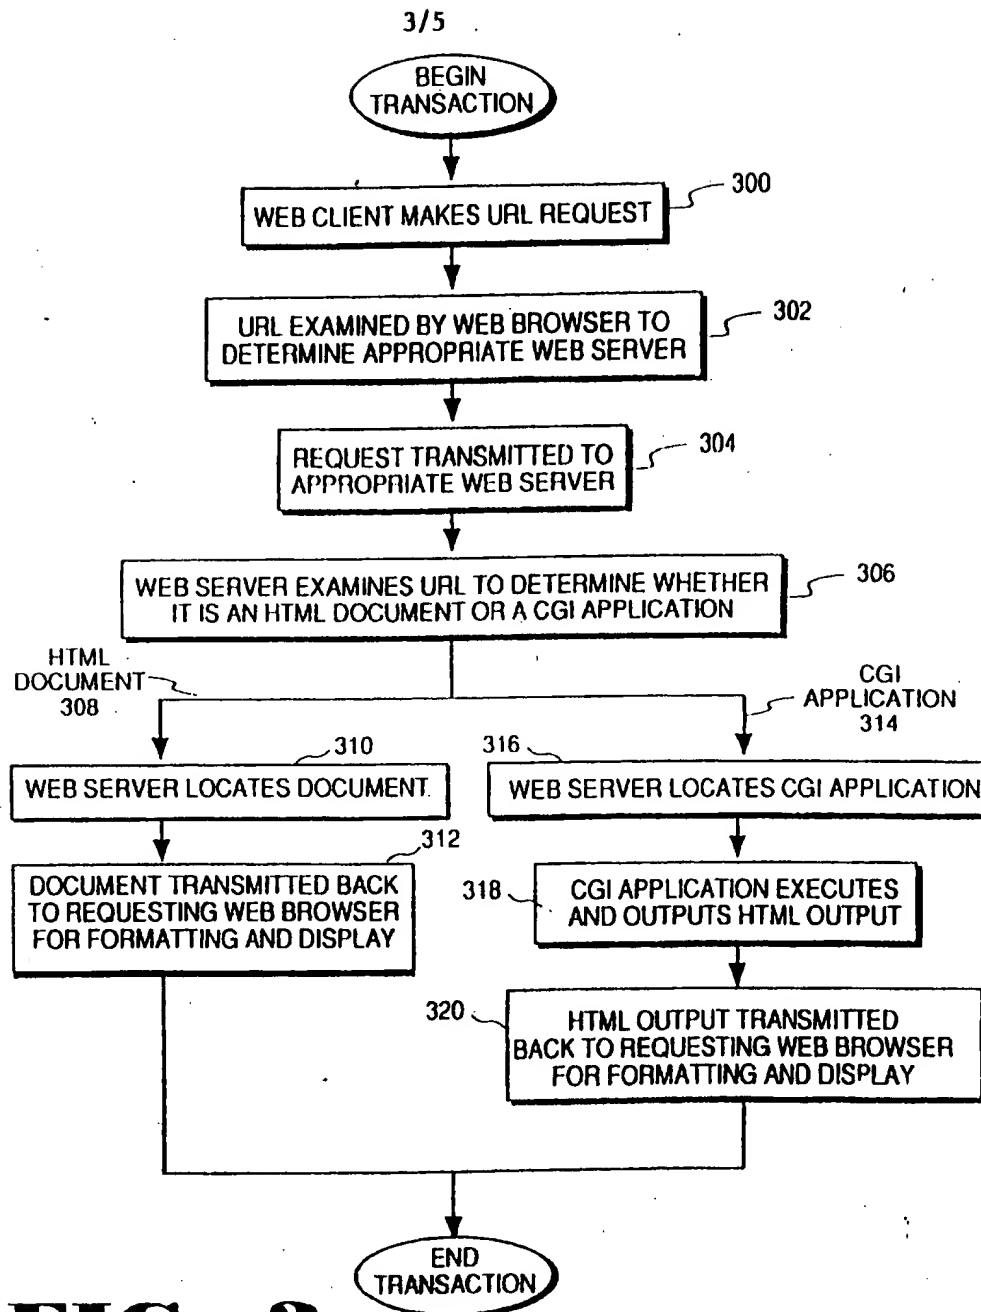 3/5
BEGIN
TRANSACTION
WEB CLIENT MAKES URL REQUEST
300
URL EXAMINED BY WEB BROWSER TO
DETERMINE APPROPRIATE WEB SERVER
302
REQUEST TRANSMITTED TO
APPROPRIATE WEB SERVER
304
WEB SERVER EXAMINES URL TO DETERMINE WHETHER
IT IS AN HTML DOCUMENT OR A CGI APPLICATION
306
HTML
DOCUMENT
308
CGI
APPLICATION
314
310
WEB SERVER LOCATES DOCUMENT
316
WEB SERVER LOCATES CGI APPLICATION
312
DOCUMENT TRANSMITTED BACK
TO REQUESTING WEB BROWSER
FOR FORMATTING AND DISPLAY
318
CGI APPLICATION EXECUTES
AND OUTPUTS HTML OUTPUT
320
HTML OUTPUT TRANSMITTED
BACK TO REQUESTING WEB BROWSER
FOR FORMATTING AND DISPLAY
END
TRANSACTION